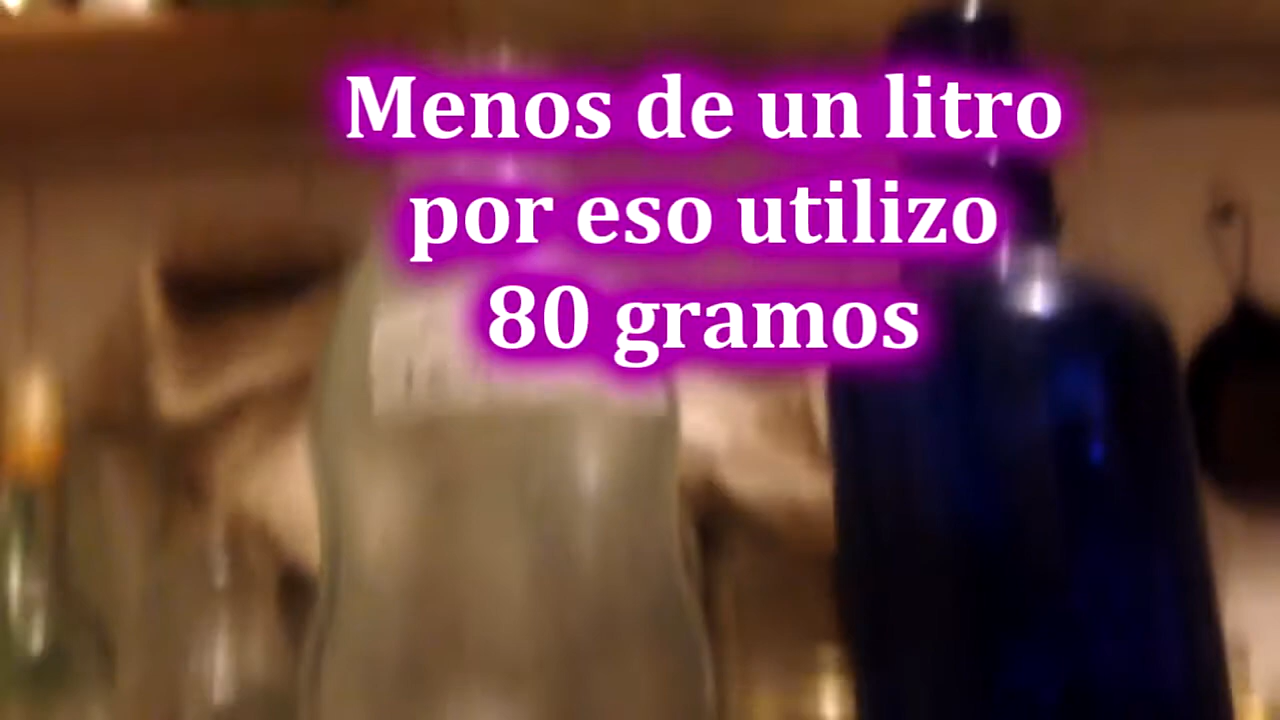 Menos de un litro
por eso utilizo
80 gramos